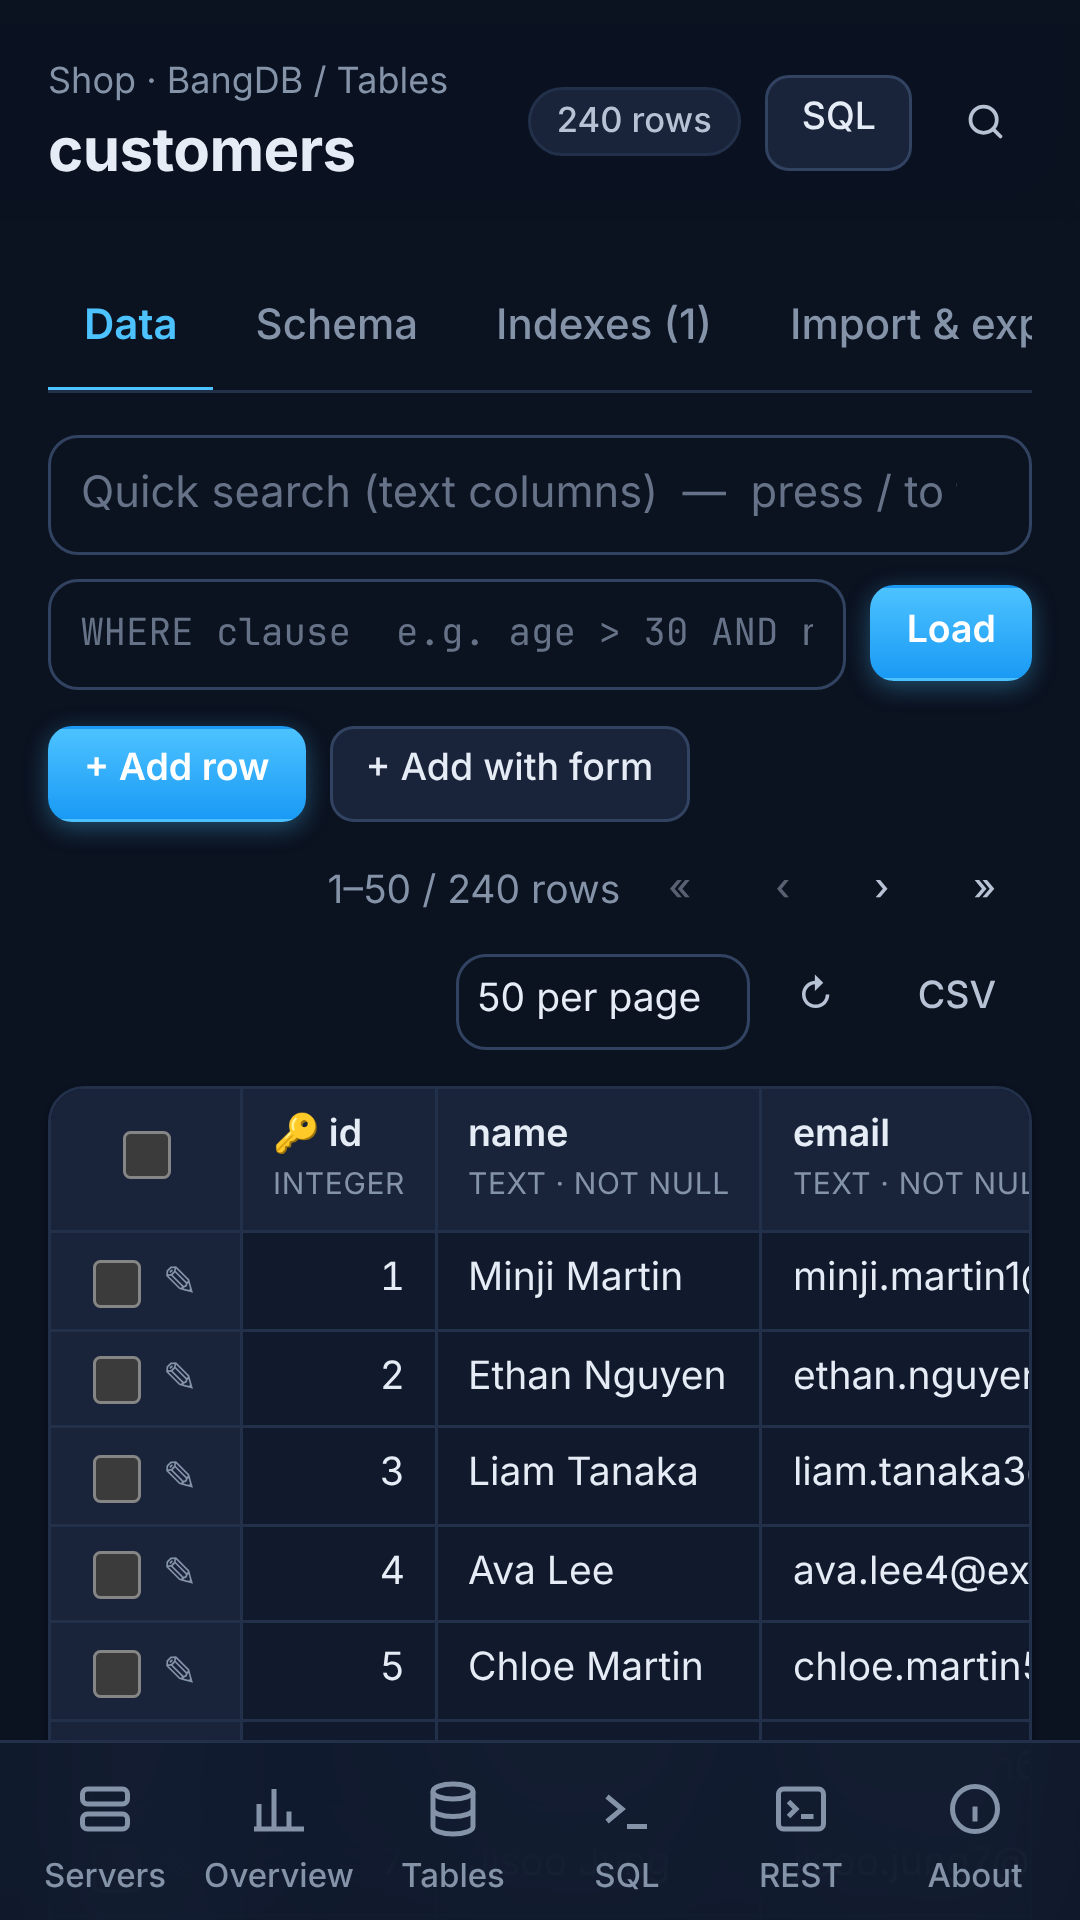 Shop · BangDB / Tables
customers
240 rows
SQL
Data
Schema
Indexes (1)
Import & exp
Quick search (text columns) — press / to
WHERE clause  e.g. age > 30 AND r
Load
+ Add row
+ Add with form
1–50 / 240 rows
«
‹
›
»
50 per page
↻
CSV
🔑 id
INTEGER
name
TEXT · NOT NULL
email
TEXT · NOT NUL
✎ 1 Minji Martin minji.martin1@
✎ 2 Ethan Nguyen ethan.nguyen
✎ 3 Liam Tanaka liam.tanaka3
✎ 4 Ava Lee ava.lee4@ex
✎ 5 Chloe Martin chloe.martin5
Servers
Overview
Tables
SQL
REST
About